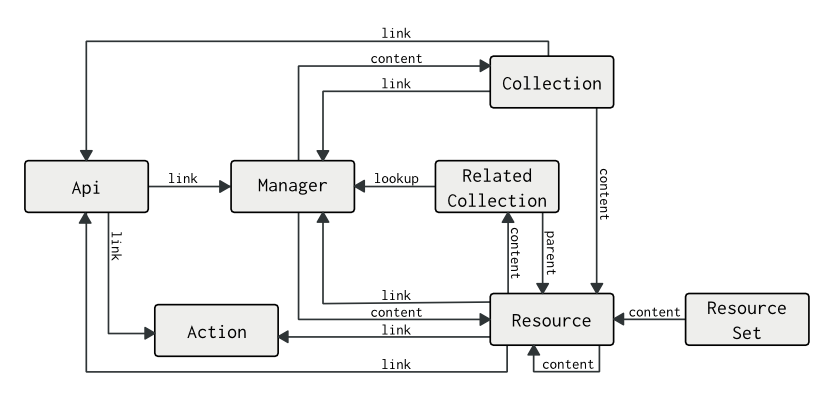 link
content
link
Collection
Api
link
Manager
lookup
Related
Collection
content
link
content
parent
link
content
link
link
Action
Resource
content
Resource
Set
content